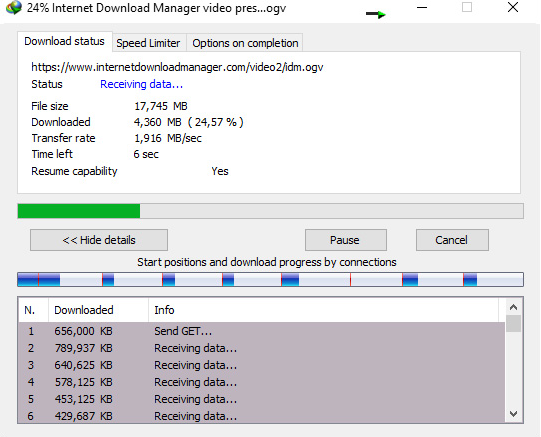 24% Internet Download Manager video pres...ogv
Download status Speed Limiter Options on completion
https://www.internetdownloadmanager.com/video2/idm.ogv
Status Receiving data...
File size 17,745 MB
Downloaded 4,360 MB ( 24,57 % )
Transfer rate 1,916 MB/sec
Time left 6 sec
Resume capability Yes
<< Hide details Pause Cancel
Start positions and download progress by connections
N. Downloaded Info
1 656,000 KB Send GET...
2 789,937 KB Receiving data...
3 640,625 KB Receiving data...
4 578,125 KB Receiving data...
5 453,125 KB Receiving data...
6 429,687 KB Receiving data...